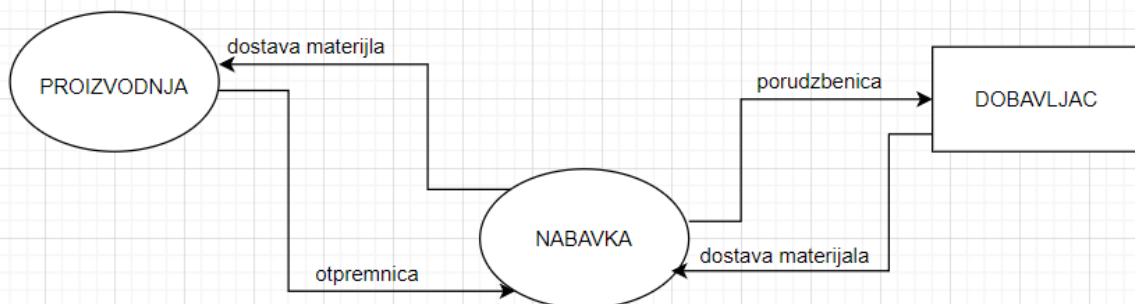 dostava materijla
PROIZVODNJA
porudzbenica
DOBAVLJAC
NABAVKA
dostava materijala
otpremnica